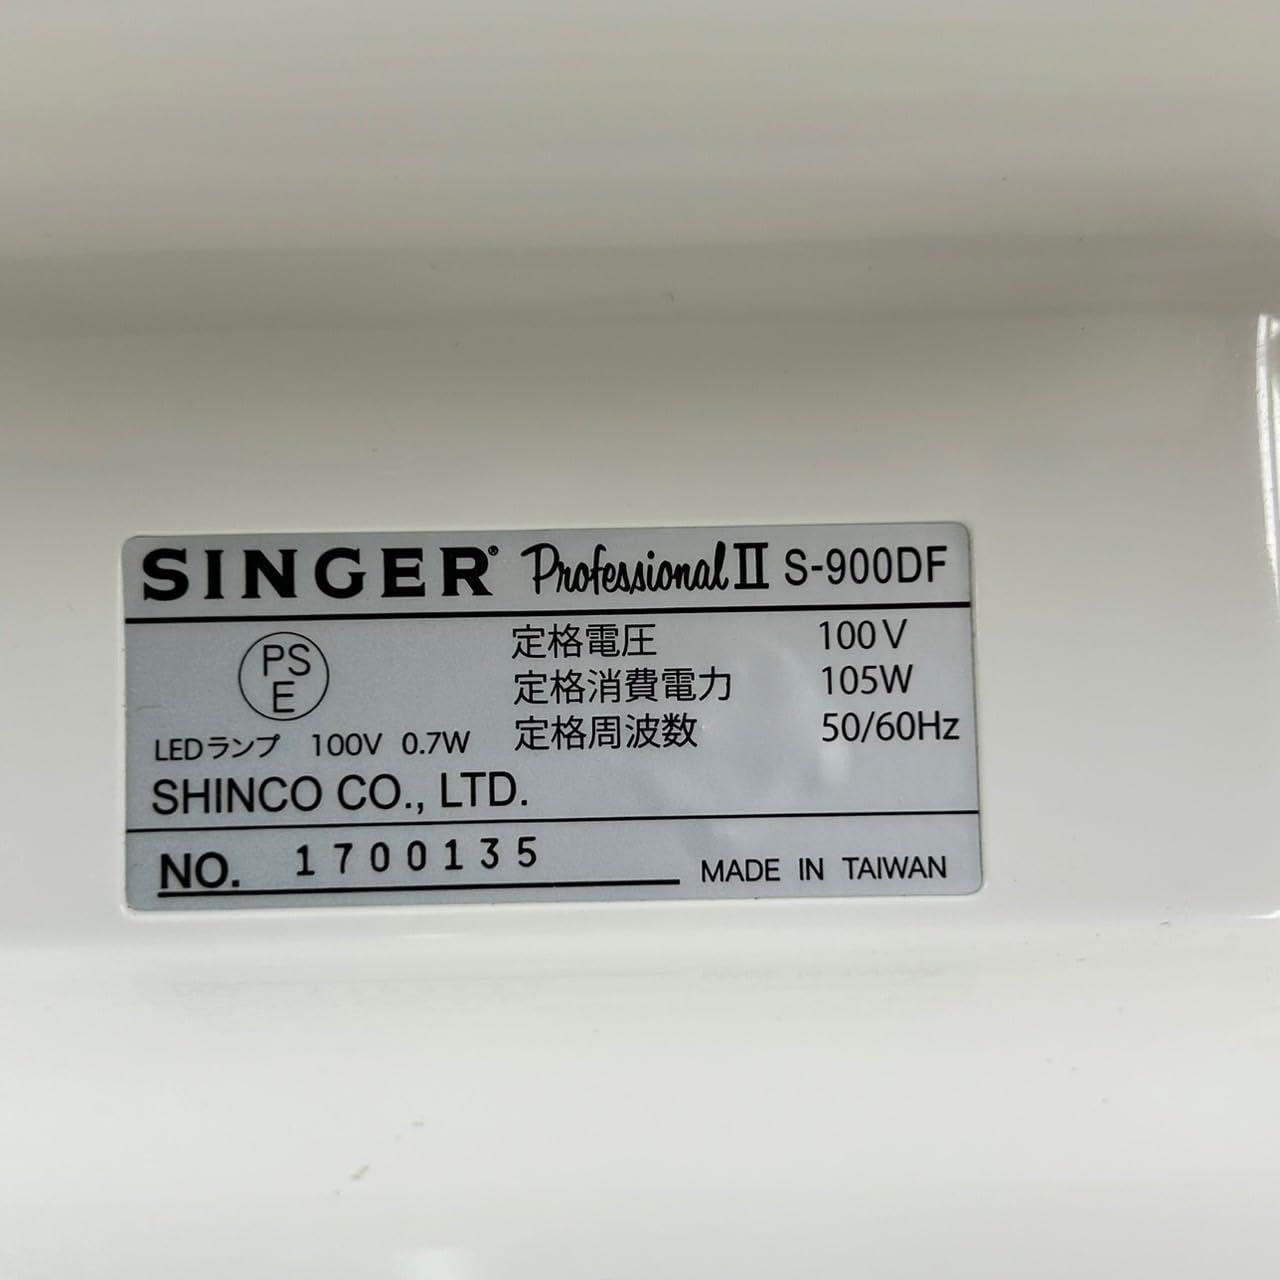 SINGER® Professional II S-900DF
PS
E
定格電圧 100V
定格消費電力 105W
定格周波数 50/60Hz
LEDランプ 100V 0.7W
SHINCO CO., LTD.
NO. 1700135
MADE IN TAIWAN